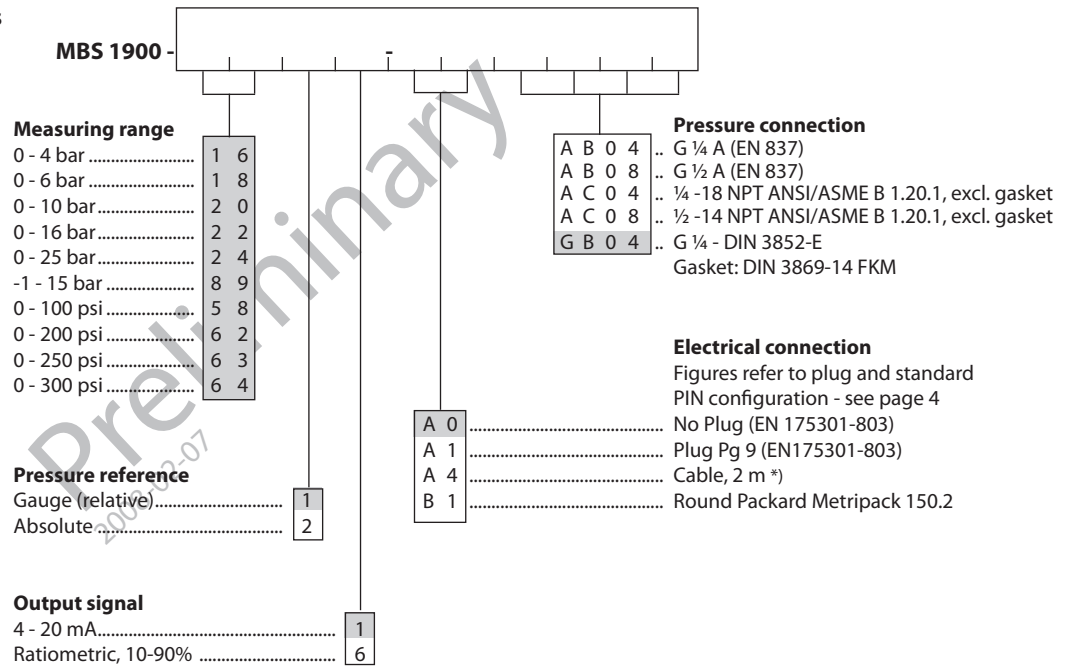 s
MBS 1900 - -
Measuring range
0 - 4 bar ........................ 1 6
0 - 6 bar ........................ 1 8
0 - 10 bar ...................... 2 0
0 - 16 bar ...................... 2 2
0 - 25 bar ...................... 2 4
-1 - 15 bar .................... 8 9
0 - 100 psi .................... 5 8
0 - 200 psi .................... 6 2
0 - 250 psi .................... 6 3
0 - 300 psi .................... 6 4
Pressure reference
Gauge (relative) ............................. 1
Absolute ........................................... 2
Output signal
4 - 20 mA ...................................................... 1
Ratiometric, 10-90% ............................... 6
Pressure connection
A B 0 4 .. G ¼ A (EN 837)
A B 0 8 .. G ½ A (EN 837)
A C 0 4 .. ¼ -18 NPT ANSI/ASME B 1.20.1, excl. gasket
A C 0 8 .. ½ -14 NPT ANSI/ASME B 1.20.1, excl. gasket
G B 0 4 .. G ¼ - DIN 3852-E
Gasket: DIN 3869-14 FKM
Electrical connection
Figures refer to plug and standard
PIN configuration - see page 4
A 0 ............................................ No Plug (EN 175301-803)
A 1 ............................................ Plug Pg 9 (EN175301-803)
A 4 ............................................ Cable, 2 m *)
B 1 ............................................ Round Packard Metripack 150.2
Preliminary
2008-02-07